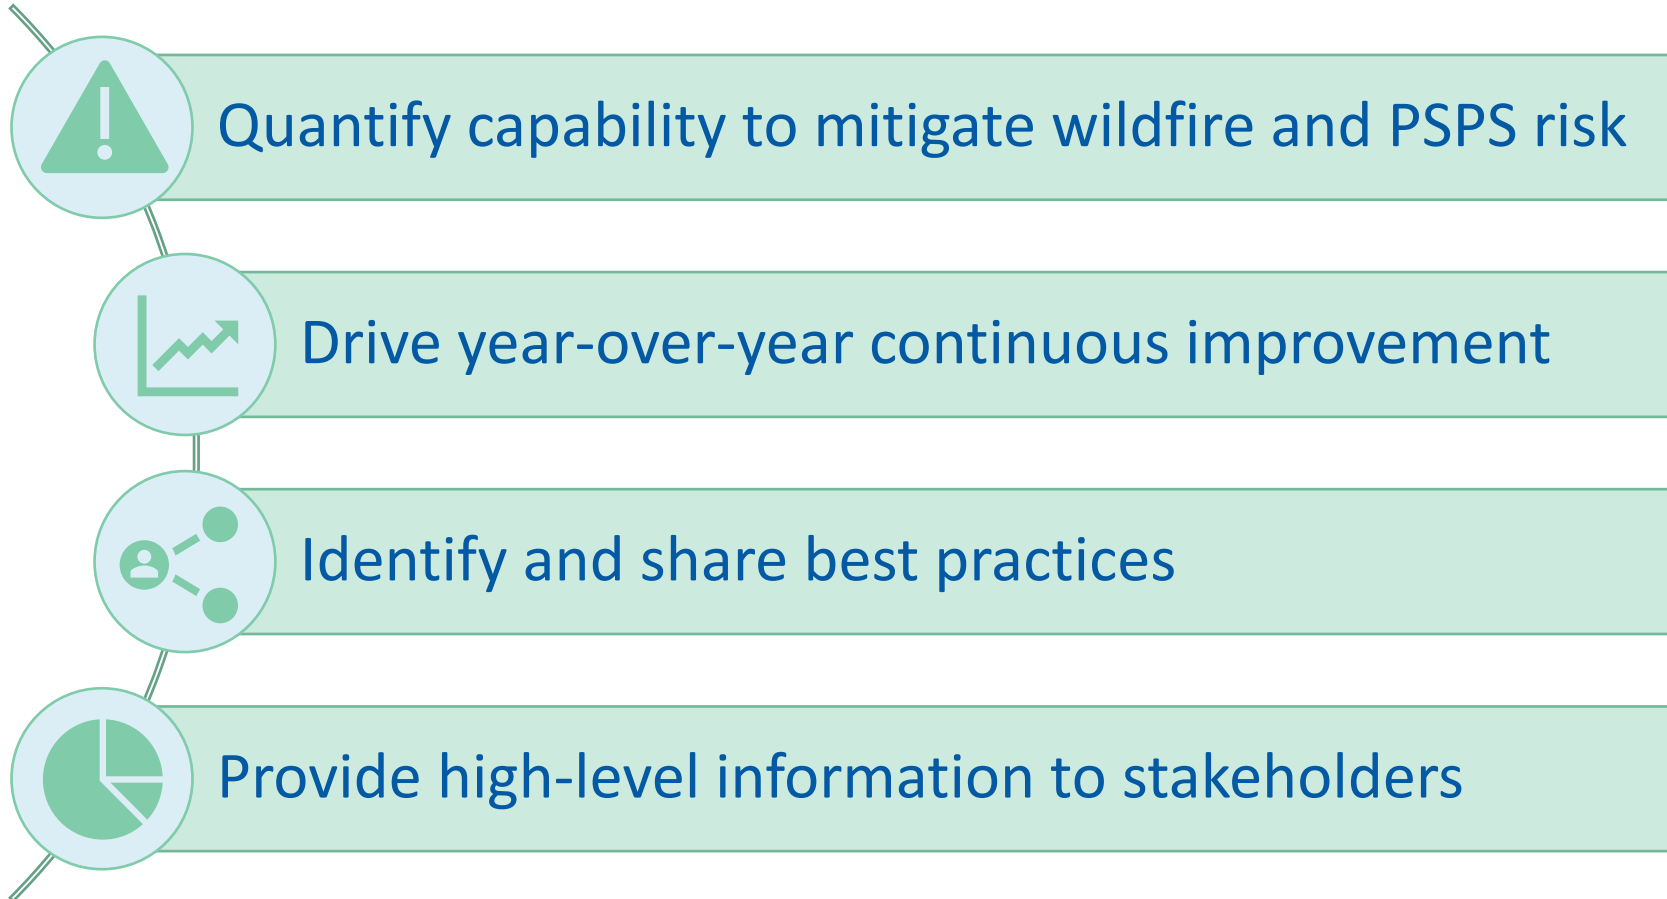 Quantify capability to mitigate wildfire and PSPS risk
Drive year-over-year continuous improvement
Identify and share best practices
Provide high-level information to stakeholders